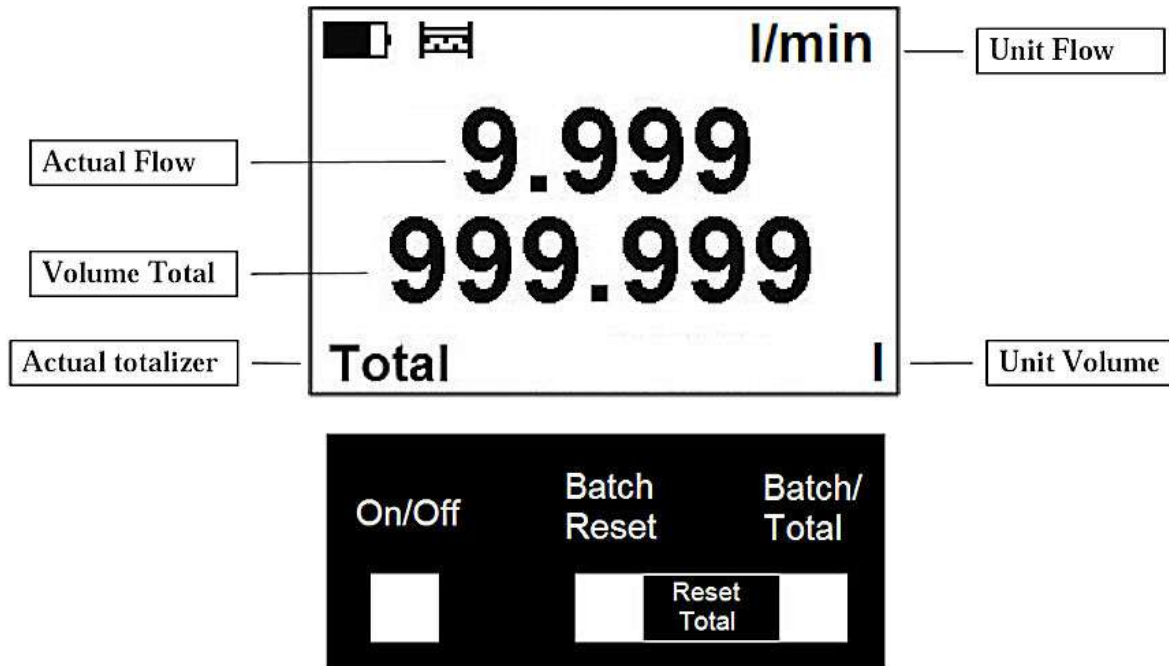 l/min
Unit Flow
9.999
Actual Flow
999.999
Volume Total
Actual totalizer
Total
l
Unit Volume
On/Off
Batch
Reset
Batch/
Total
Reset
Total